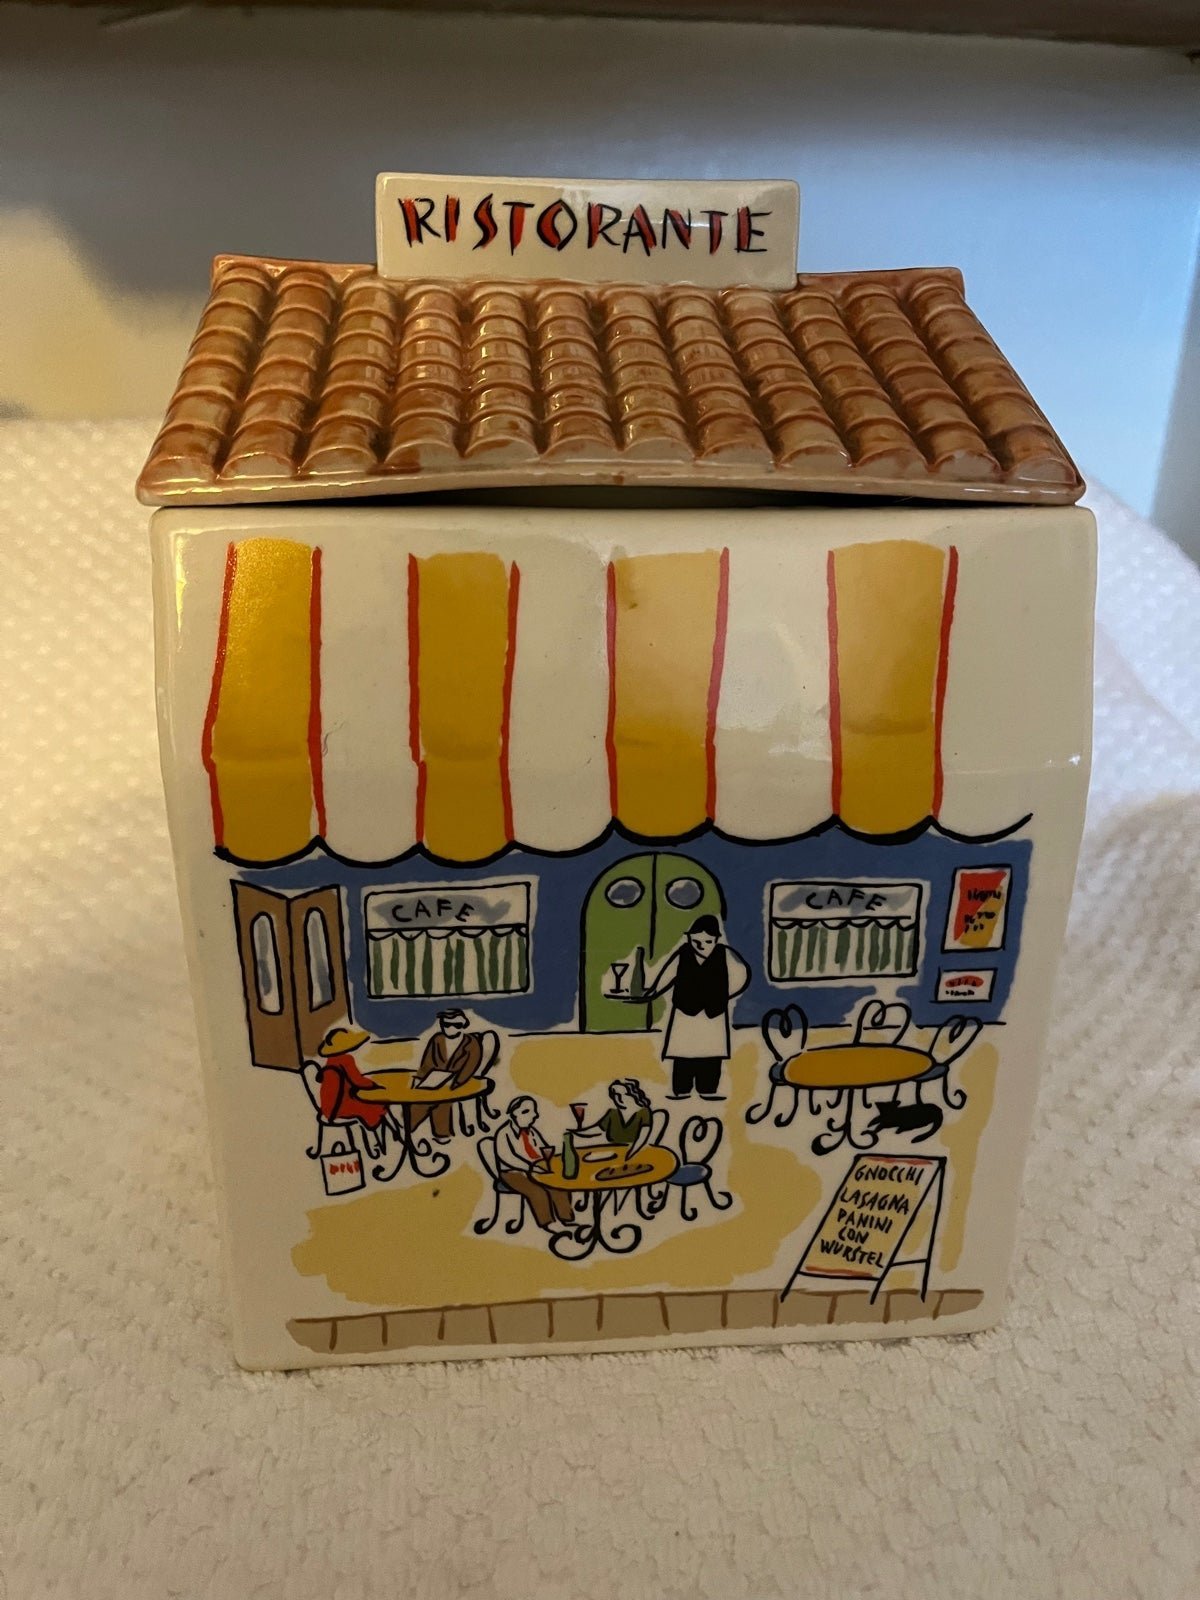 RISTORANTE
CAFE
CAFE
GNOCCHI
LASAGNA
PANINI
CON
WURSTEL